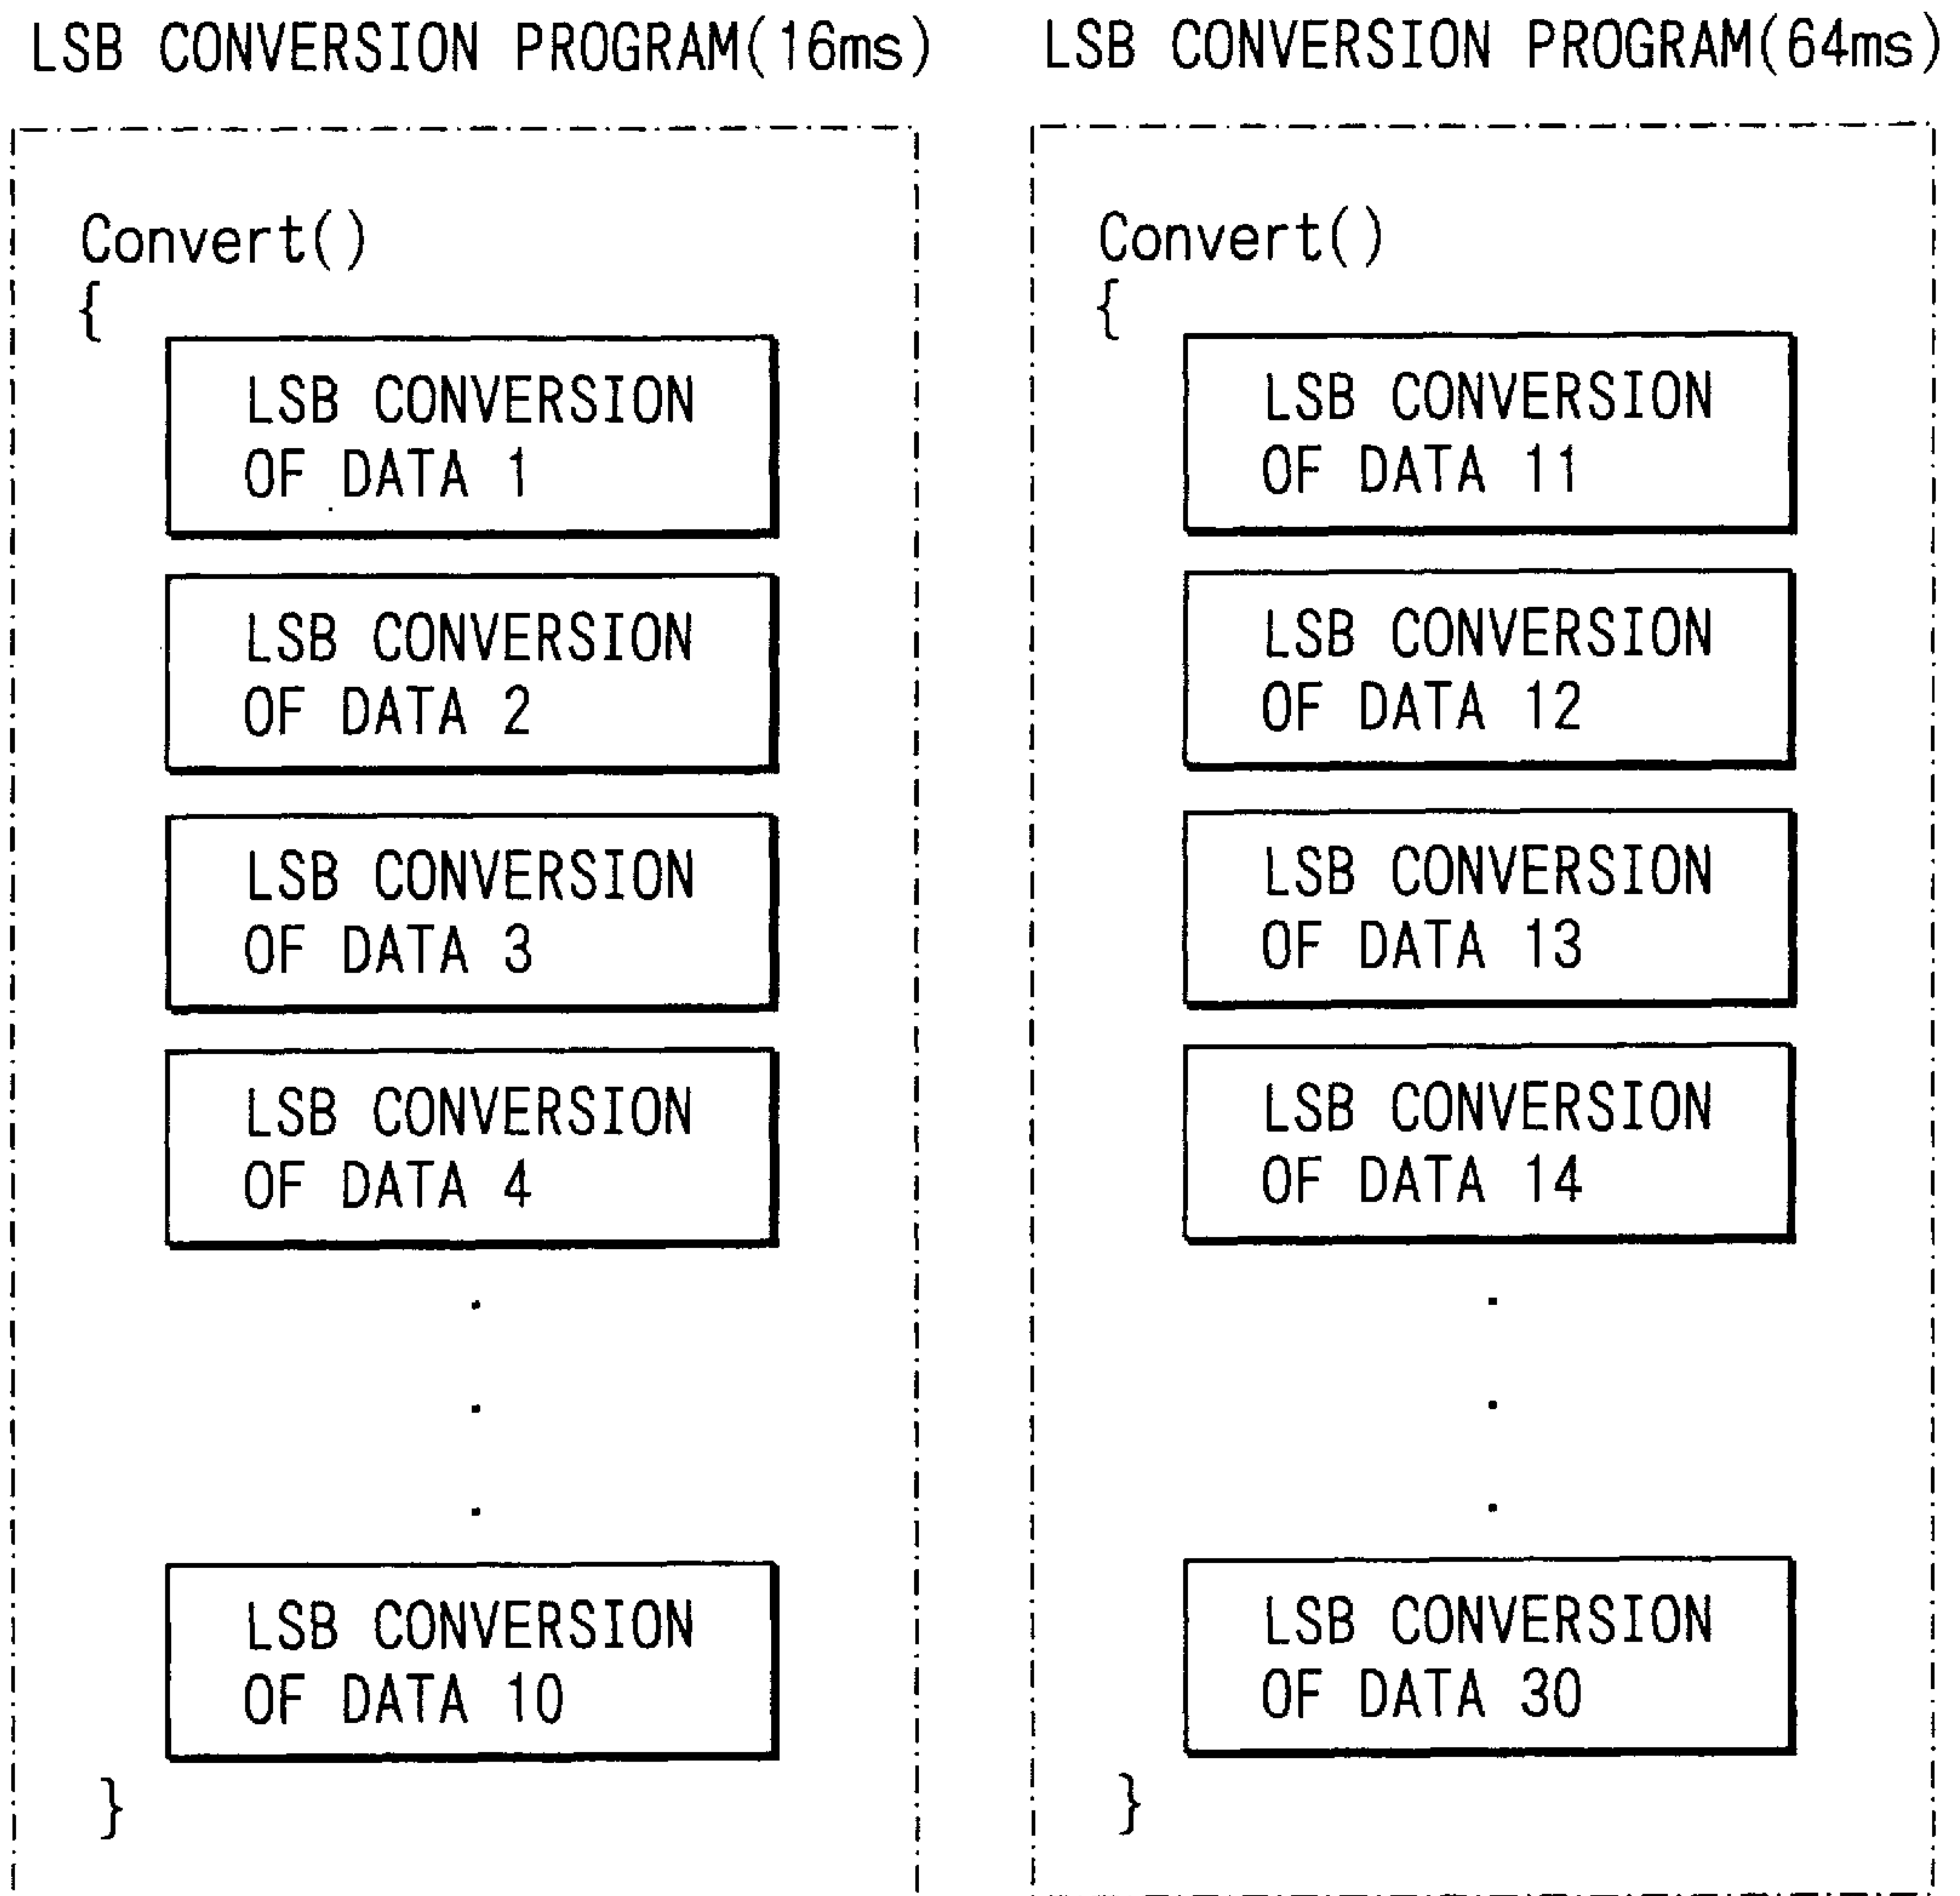 LSB CONVERSION PROGRAM(16ms)
Convert()
{
LSB CONVERSION
OF DATA 1
LSB CONVERSION
OF DATA 2
LSB CONVERSION
OF DATA 3
LSB CONVERSION
OF DATA 4
.
.
.
LSB CONVERSION
OF DATA 10
}
LSB CONVERSION PROGRAM(64ms)
Convert()
{
LSB CONVERSION
OF DATA 11
LSB CONVERSION
OF DATA 12
LSB CONVERSION
OF DATA 13
LSB CONVERSION
OF DATA 14
.
.
.
LSB CONVERSION
OF DATA 30
}